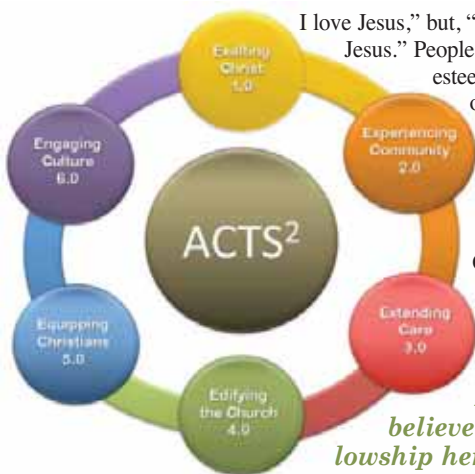 I love Jesus,” but, “
Jesus.” People
estee
Exalting
Christ
1.0
Experiencing
Community
2.0
Extending
Care
3.0
Edifying
the Church
4.0
Equipping
Christians
5.0
Engaging
Culture
6.0
ACTS²
believe
lowship he